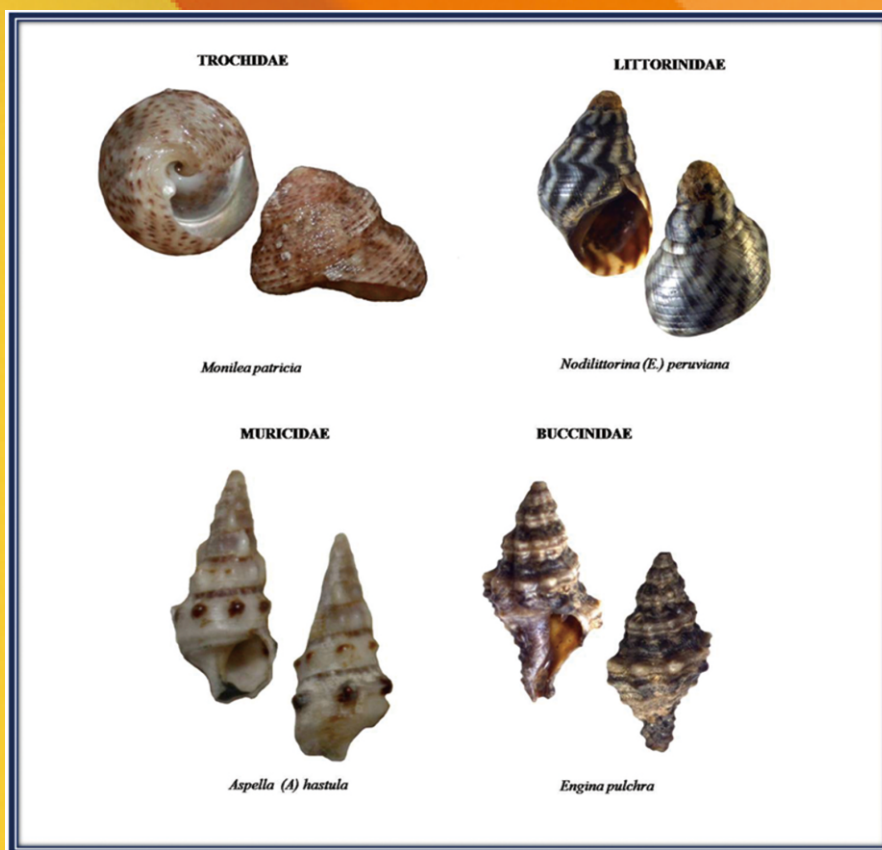 TROCHIDAE
LITTORINIDAE
Monilea patricia
Nodilittorina (E.) peruviana
MURICIDAE
BUCCINIDAE
Aspella (A) hastula
Engina pulchra